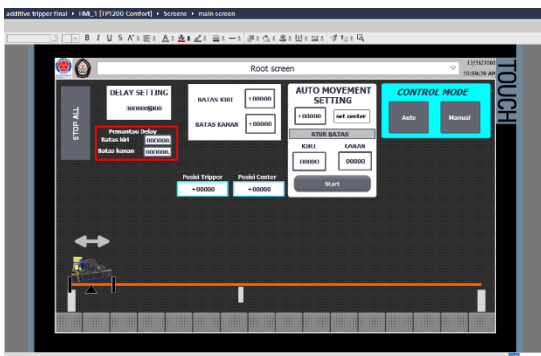 additive tripper final ▸ HMI_1 [TP1200 Comfort] ▸ Screens ▸ main screen
B I U S A
Root screen
12/31/2000
10:59:39 AM
TOUCH
STOP ALL
DELAY SETTING
Pemantau Delay
Batas kiri 000000
Batas kanan 000000
BATAS KIRI +00000
BATAS KANAN +00000
Posisi Tripper Posisi Center
+00000 +00000
AUTO MOVEMENT
SETTING
+00000 set center
ATUR BATAS
KIRI KANAN
00000 00000
Start
CONTROL MODE
Auto Manual